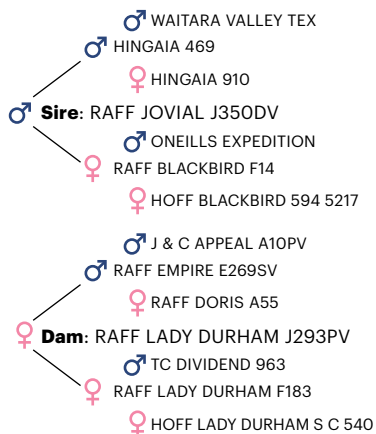 WAITARA VALLEY TEX
HINGAIA 469
HINGAIA 910
Sire: RAFF JOVIAL J350DV
ONEILLS EXPEDITION
RAFF BLACKBIRD F14
HOFF BLACKBIRD 594 5217
J & C APPEAL A10PV
RAFF EMPIRE E269SV
RAFF DORIS A55
Dam: RAFF LADY DURHAM J293PV
TC DIVIDEND 963
RAFF LADY DURHAM F183
HOFF LADY DURHAM S C 540